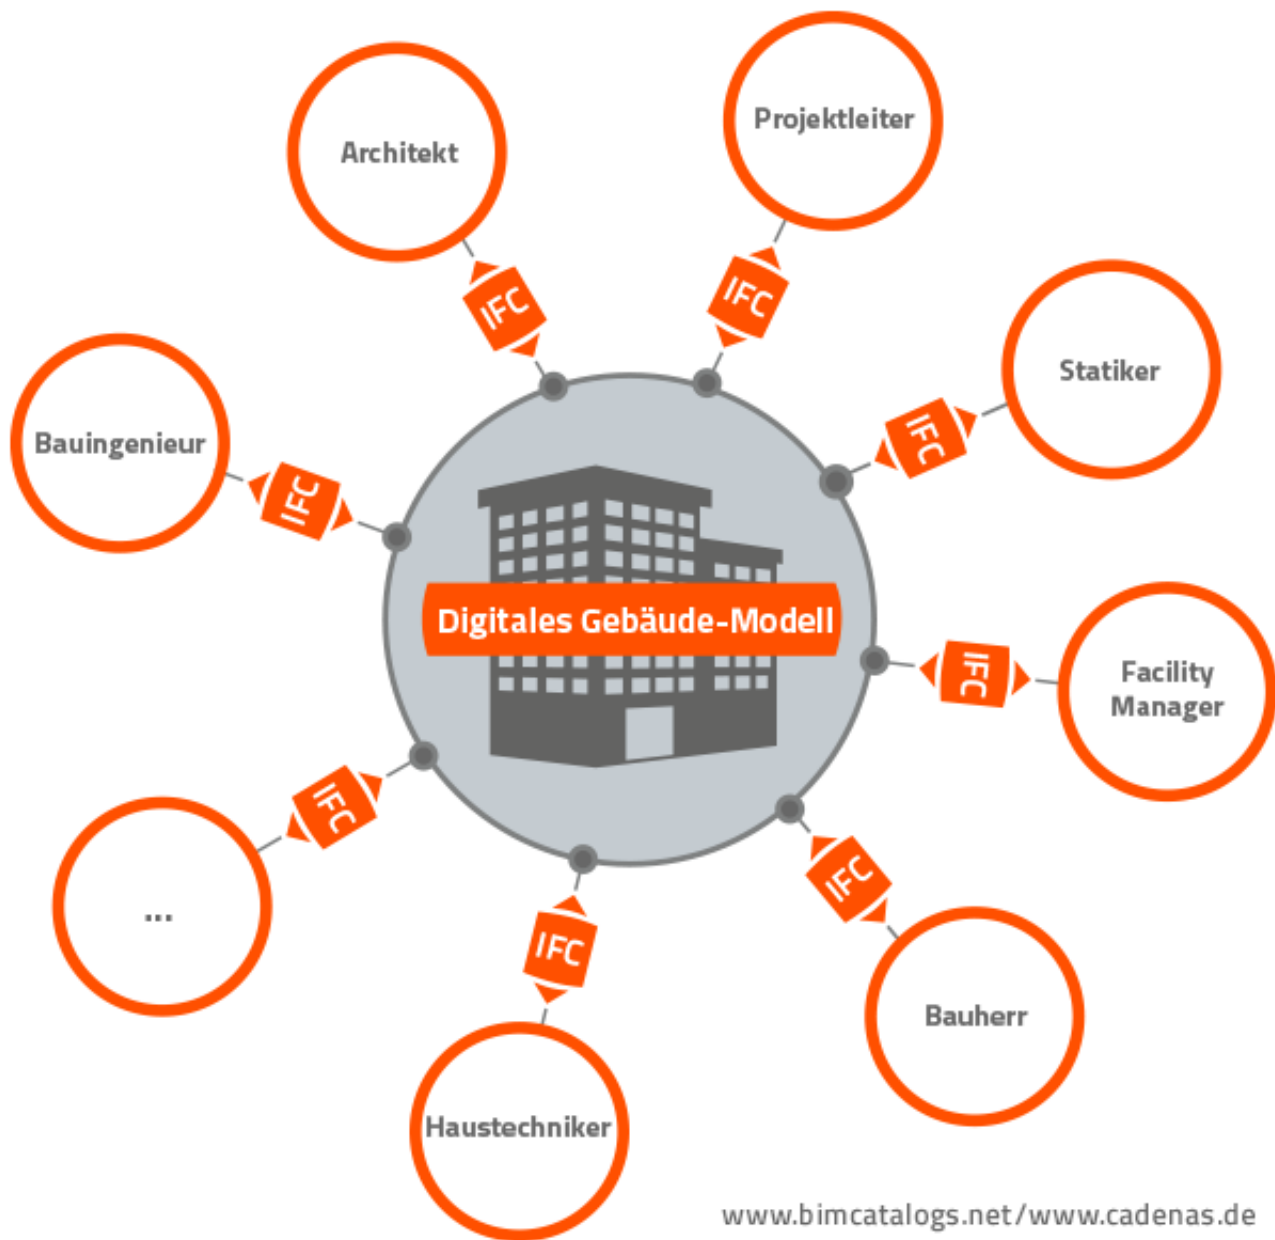 Projektleiter
Architekt
IFC
IFC
Statiker
IFC
Bauingenieur
IFC
Digitales Gebäude-Modell
IFC
Facility
Manager
IFC
IFC
...
IFC
Bauherr
Haustechniker
www.bimcatalogs.net/www.cadenas.de